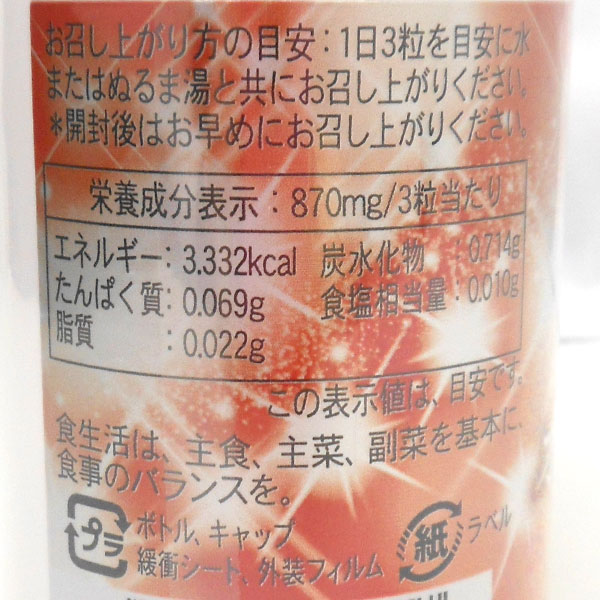 お召し上がり方の目安：1日3粒を目安に水
またはぬるま湯と共にお召し上がりください。
*開封後はお早めにお召し上がりください。
栄養成分表示：870mg/3粒当たり
エネルギー：3.332kcal 炭水化物：0.714g
たんぱく質：0.069g 食塩相当量：0.010g
脂質：0.022g
この表示値は、目安です。
食生活は、主食、主菜、副菜を基本に、
食事のバランスを。
プラ ボトル、キャップ 紙 ラベル
緩衝シート、外装フィルム